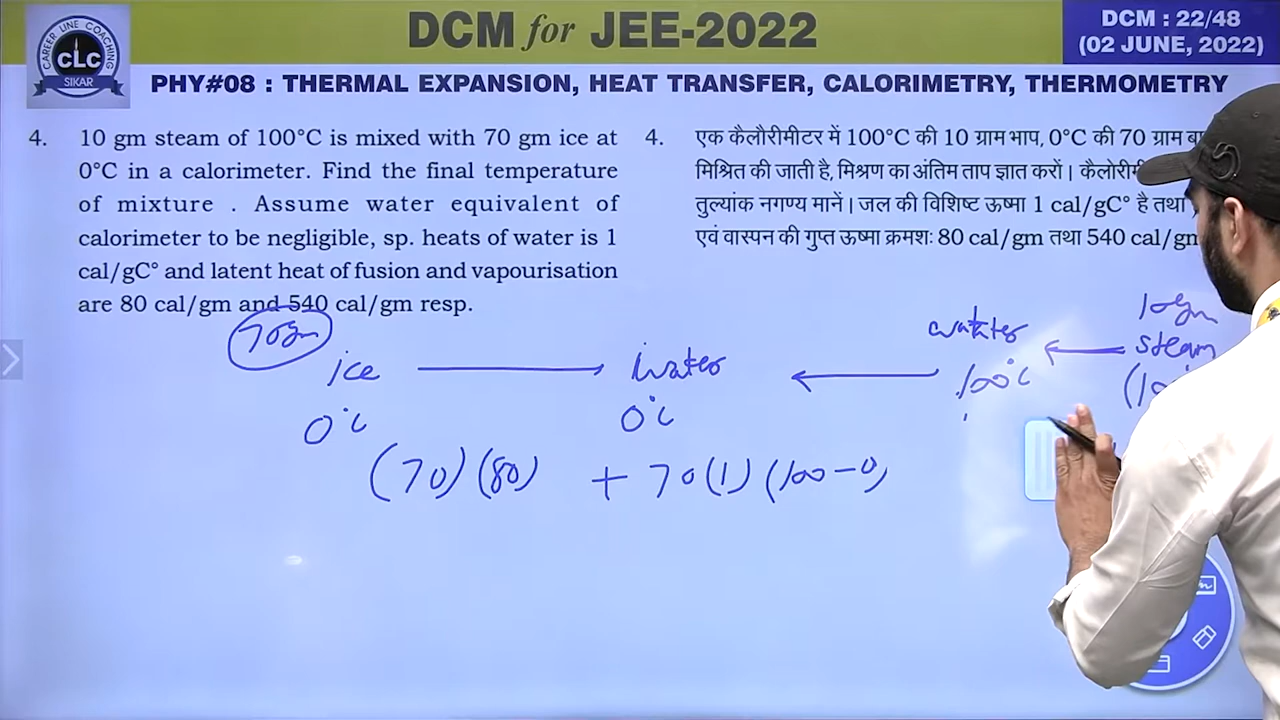 DCM for JEE-2022
DCM : 22/48
(02 JUNE, 2022)
CAREER LINE COACHING
CLC
SIKAR
PHY#08 : THERMAL EXPANSION, HEAT TRANSFER, CALORIMETRY, THERMOMETRY
4. 10 gm steam of 100°C is mixed with 70 gm ice at
0°C in a calorimeter. Find the final temperature
of mixture . Assume water equivalent of
calorimeter to be negligible, sp. heats of water is 1
cal/gC° and latent heat of fusion and vapourisation
are 80 cal/gm and 540 cal/gm resp.
4. एक कैलौरीमीटर में 100°C की 10 ग्राम भाप, 0°C की 70 ग्राम
मिश्रित की जाती है, मिश्रण का अंतिम ताप ज्ञात करों।
तुल्यांक नगण्य मानें। जल की विशिष्ट ऊष्मा 1 cal/gC° है तथा
एवं वास्पन की गुप्त ऊष्मा क्रमशः 80 cal/gm तथा 540 cal/gm
70gm
ice
0°C
water
0°C
water
100°C
10gm
steam
(70)(80) + 70(1)(100-0)